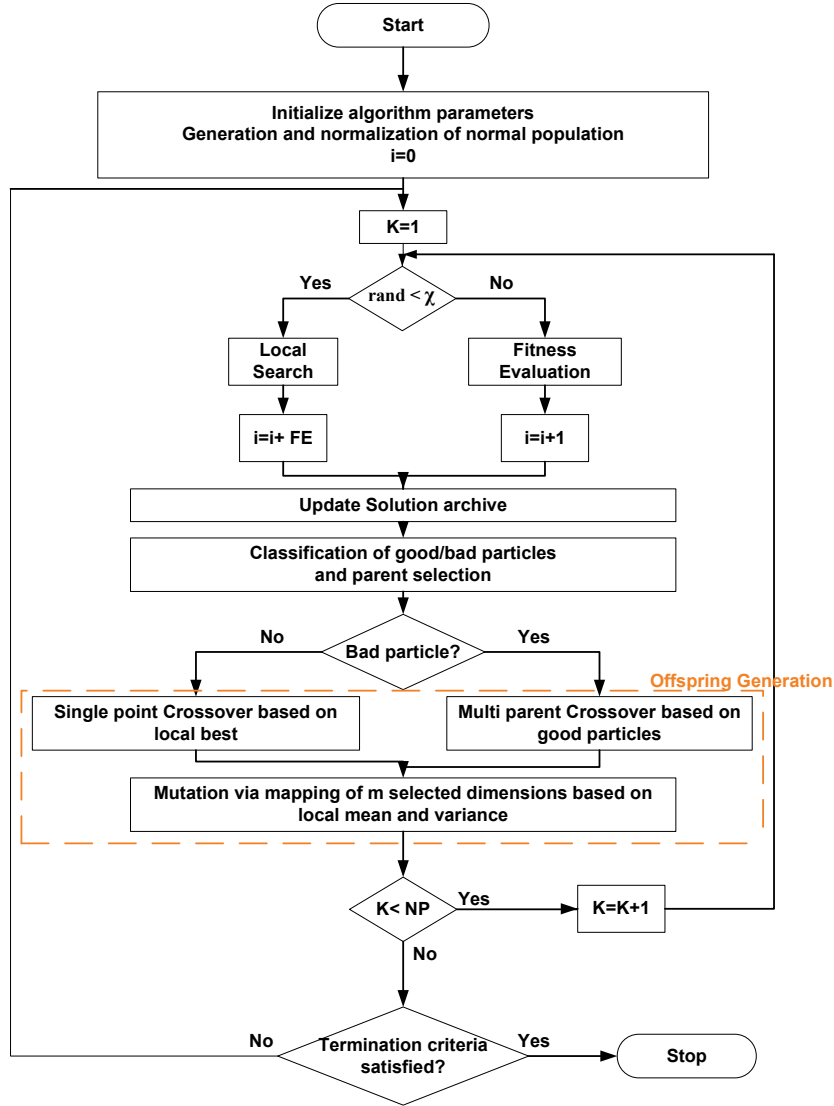 Start
Initialize algorithm parameters
Generation and normalization of normal population
i=0
K=1
Yes
rand < χ
No
Local
Search
Fitness
Evaluation
i=i+ FE
i=i+1
Update Solution archive
Classification of good/bad particles
and parent selection
No
Bad particle?
Yes
Offspring Generation
Single point Crossover based on
local best
Multi parent Crossover based on
good particles
Mutation via mapping of m selected dimensions based on
local mean and variance
K< NP
Yes
K=K+1
No
No
Termination criteria
satisfied?
Yes
Stop